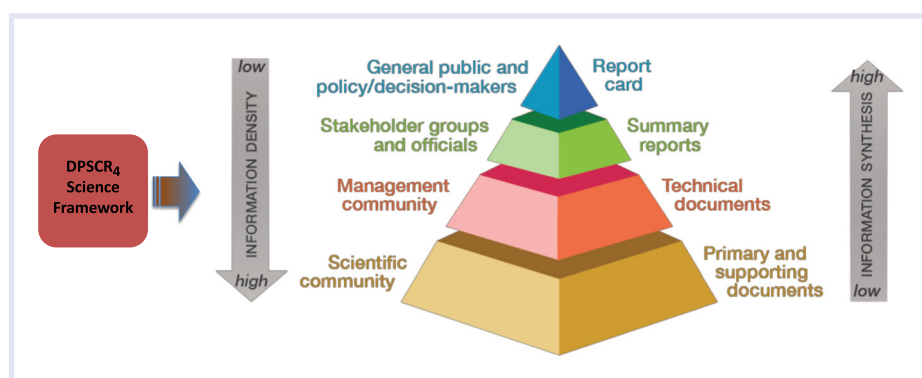 DPSCR₄
Science
Framework
low
INFORMATION DENSITY
high
General public and
policy/decision-makers
Report
card
Stakeholder groups
and officials
Summary
reports
Management
community
Technical
documents
Scientific
community
Primary and
supporting
documents
high
INFORMATION SYNTHESIS
low